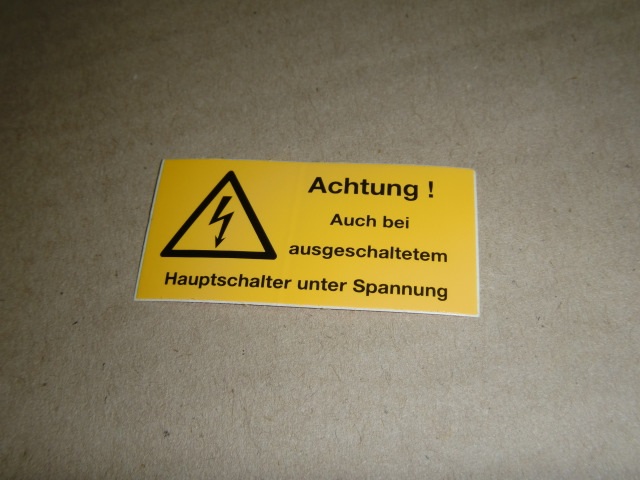 Achtung !
Auch bei
ausgeschaltetem
Hauptschalter unter Spannung